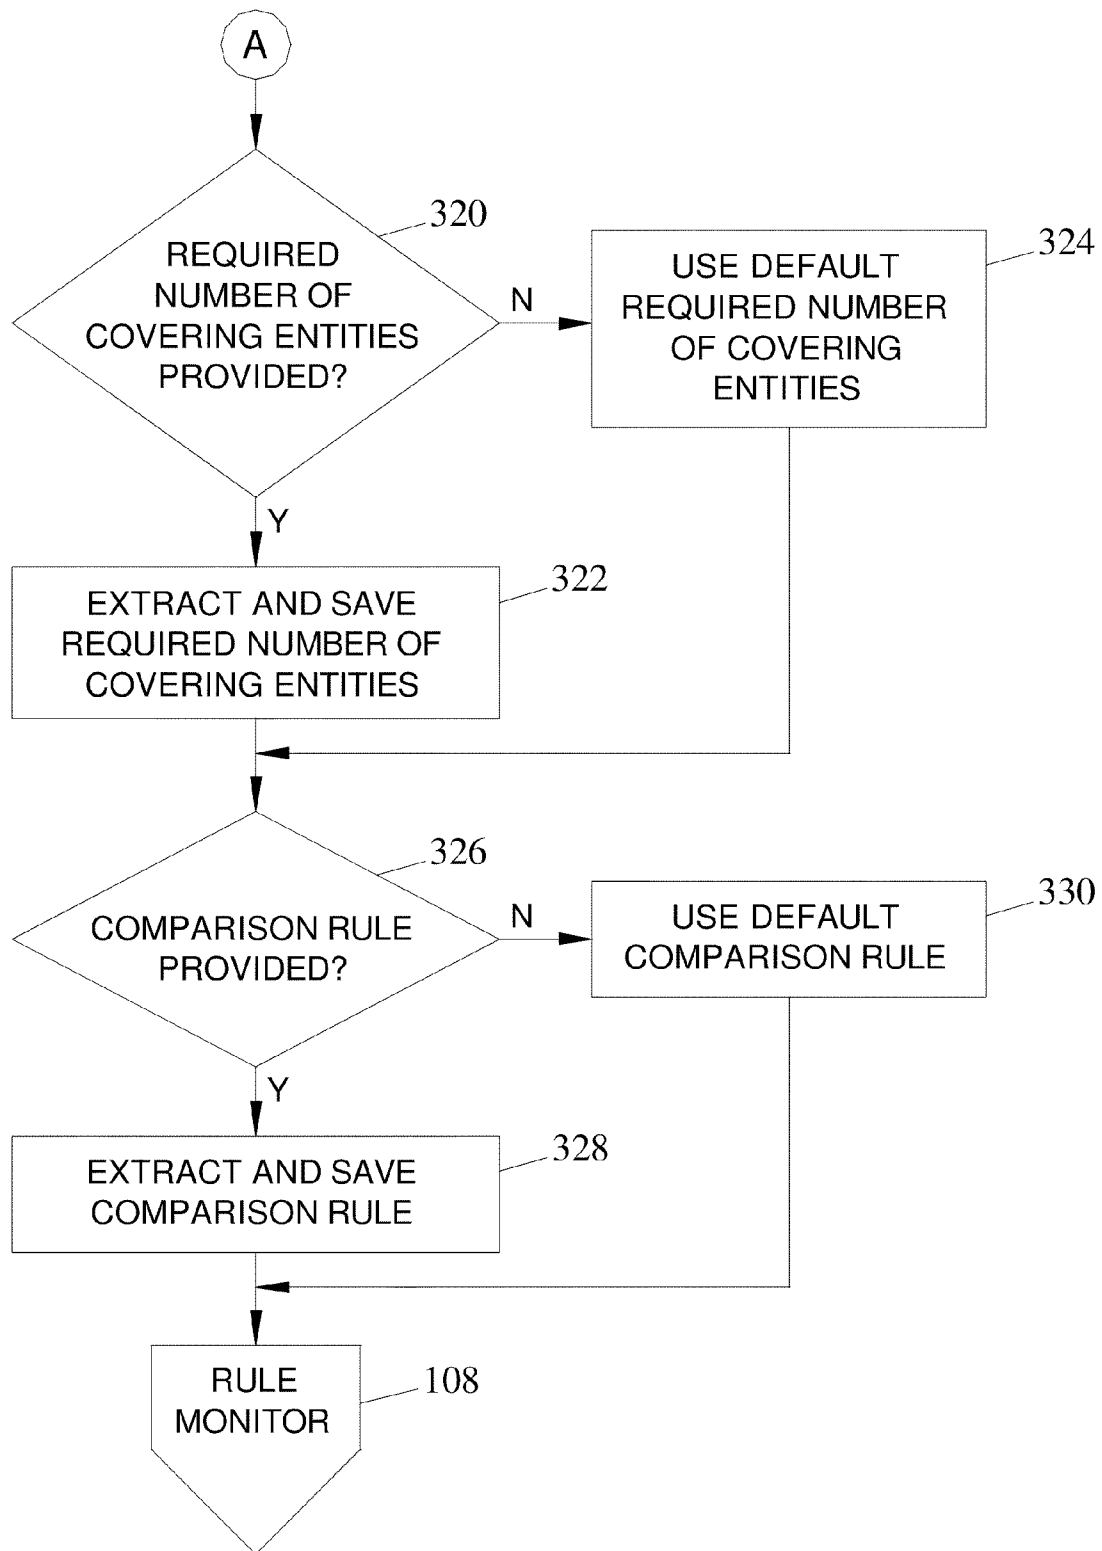 A
REQUIRED
NUMBER OF
COVERING ENTITIES
PROVIDED?
320
N
USE DEFAULT
REQUIRED NUMBER
OF COVERING
ENTITIES
324
Y
EXTRACT AND SAVE
REQUIRED NUMBER OF
COVERING ENTITIES
322
COMPARISON RULE
PROVIDED?
326
N
USE DEFAULT
COMPARISON RULE
330
Y
EXTRACT AND SAVE
COMPARISON RULE
328
RULE
MONITOR
108